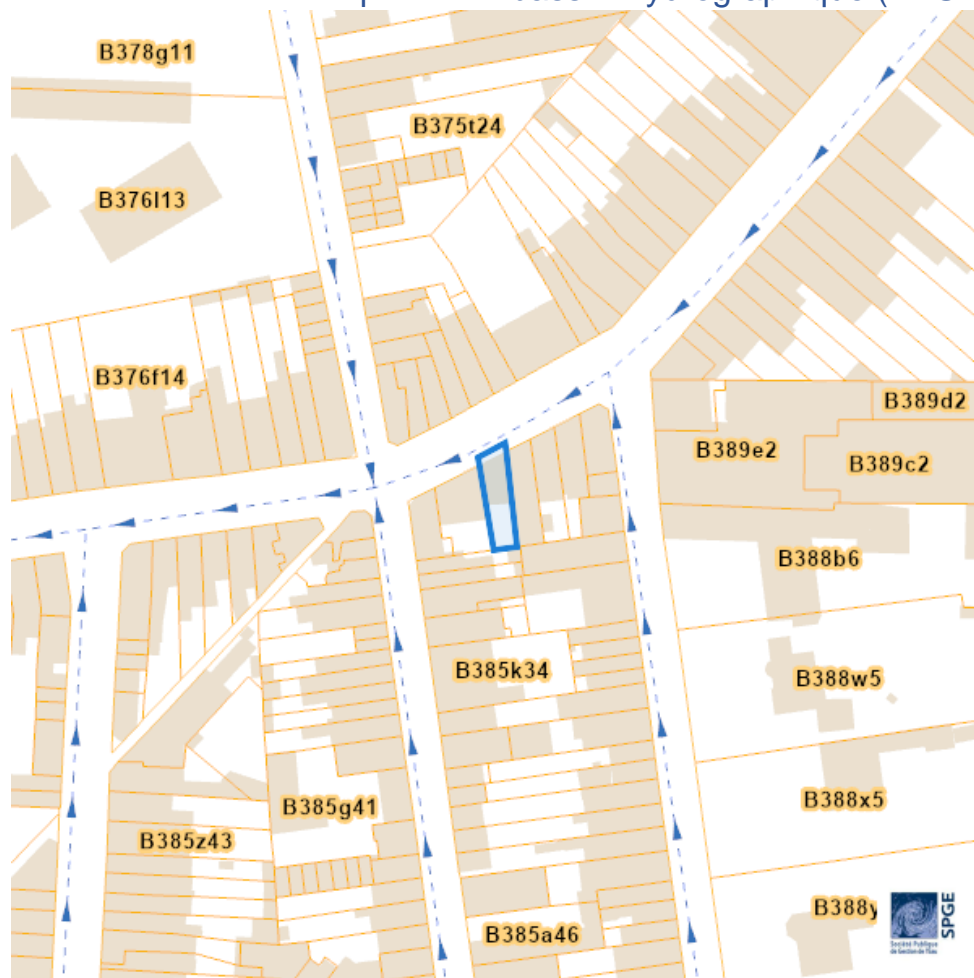 B378g11
B375t24
B376l13
B376f14
B389d2
B389e2
B389c2
B388b6
B385k34
B388w5
B385g41
B388x5
B385z43
B388y
B385a46
SPGE
Société Publique
de Gestion de l'Eau